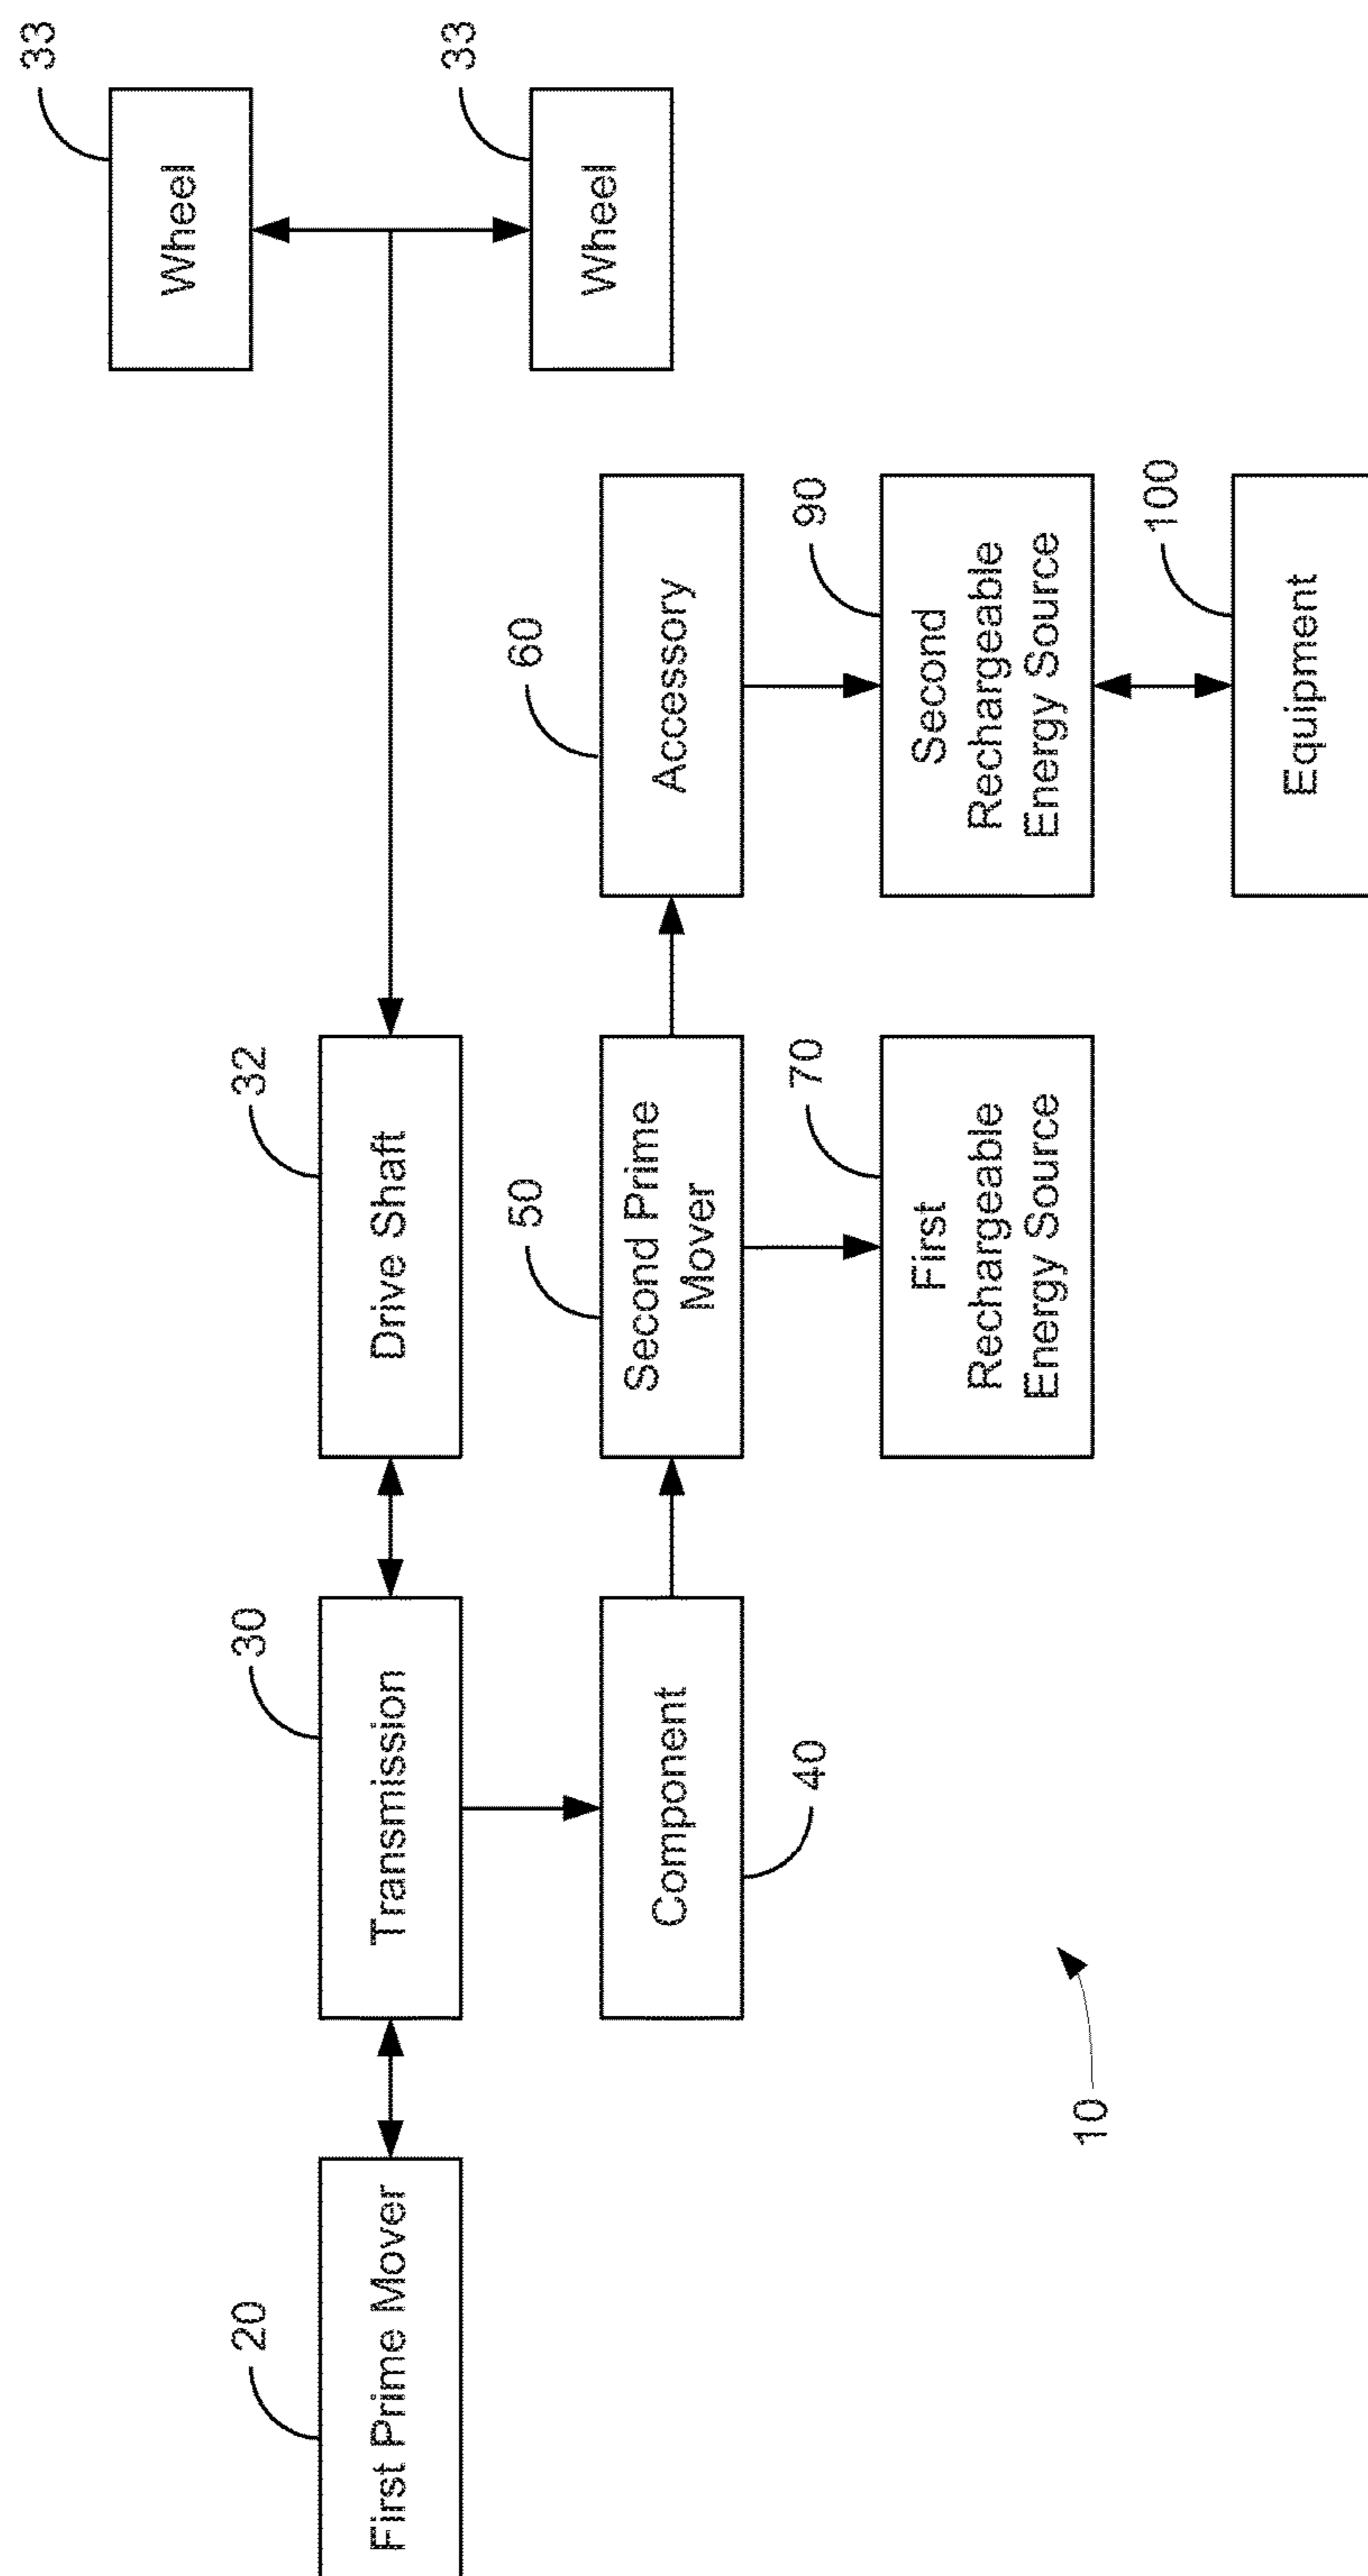 33
Wheel
33
Wheel
20
First Prime Mover
30
Transmission
32
Drive Shaft
40
Component
50
Second Prime
Mover
60
Accessory
70
First
Rechargeable
Energy Source
90
Second
Rechargeable
Energy Source
100
Equipment
10